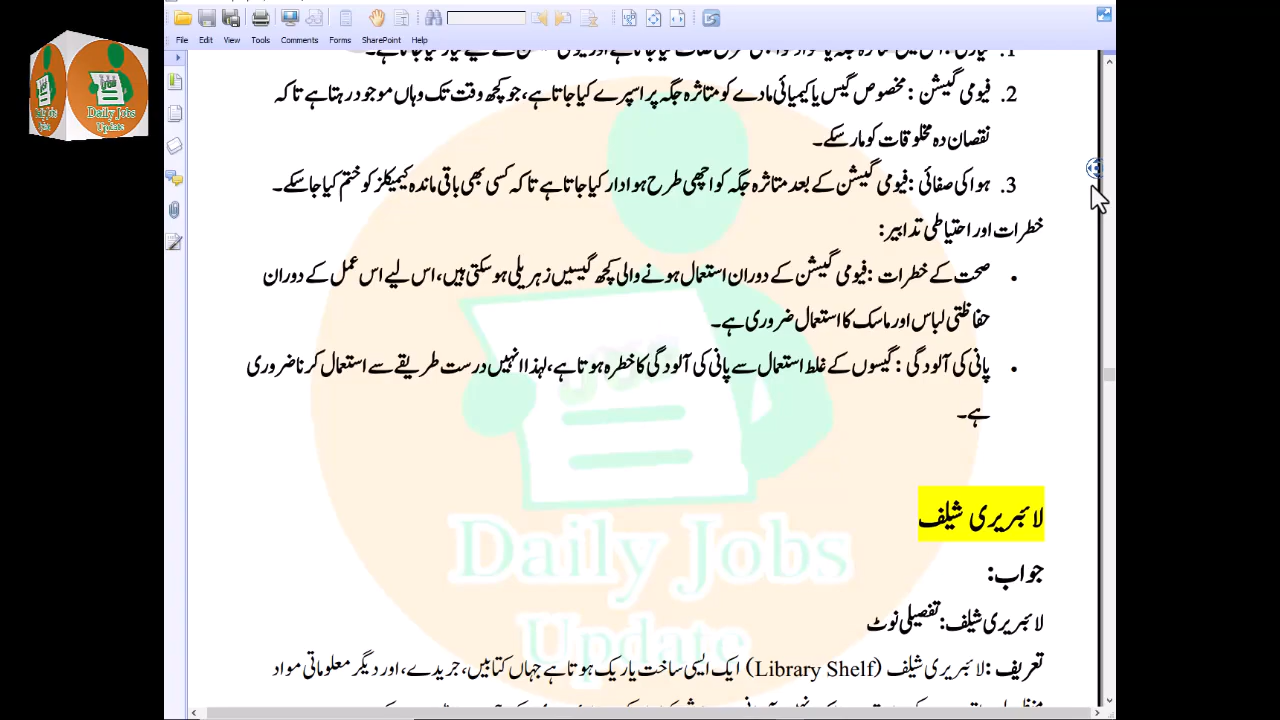 File Edit View Tools Comments Forms SharePoint Help
Daily Jobs
Update
2. فیومی گیشن : مخصوص گیس یا کیمیائی مادے کو متاثرہ جگہ پر اسپرے کیا جاتا ہے، جو کچھ وقت تک وہاں موجود رہتا ہے تاکہ
نقصان دہ مخلوقات کو مار سکے۔
3. ہوا کی صفائی : فیومی گیشن کے بعد متاثرہ جگہ کو اچھی طرح ہوادار کیا جاتا ہے تاکہ کسی بھی باقی ماندہ کیمیکلز کو ختم کیا جا سکے۔
خطرات اور احتیاطی تدابیر:
• صحت کے خطرات : فیومی گیشن کے دوران استعمال ہونے والی کچھ گیسیں زہریلی ہو سکتی ہیں، اس لیے اس عمل کے دوران
حفاظتی لباس اور ماسک کا استعمال ضروری ہے۔
• پانی کی آلودگی : گیسوں کے غلط استعمال سے پانی کی آلودگی کا خطرہ ہوتا ہے، لہذا انہیں درست طریقے سے استعمال کرنا ضروری
ہے۔
لائبریری شیلف
جواب:
لائبریری شیلف: تفصیلی نوٹ
تعریف : لائبریری شیلف (Library Shelf) ایک ایسی ساخت یا ریک ہوتا ہے جہاں کتابیں، جریدے، اور دیگر معلوماتی مواد
Daily Jobs
Update